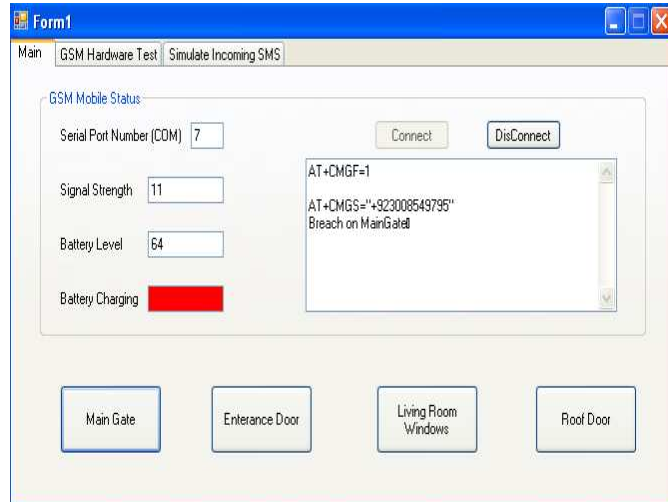 Form1
Main GSM Hardware Test Simulate Incoming SMS
GSM Mobile Status
Serial Port Number (COM) 7
Connect DisConnect
AT+CMGF=1
Signal Strength 11
AT+CMGS="+923008549795"
Breach on MainGate
Battery Level 64
Battery Charging
Main Gate
Enterance Door
Living Room
Windows
Roof Door